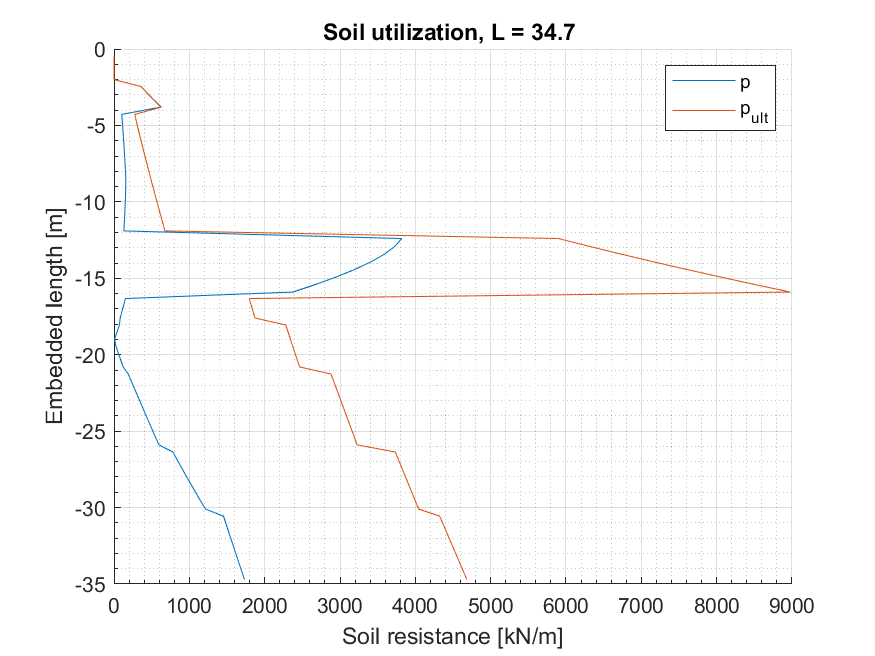 Soil utilization, L = 34.7
p
p_ult
0
-5
-10
-15
-20
-25
-30
-35
Embedded length [m]
0 1000 2000 3000 4000 5000 6000 7000 8000 9000
Soil resistance [kN/m]